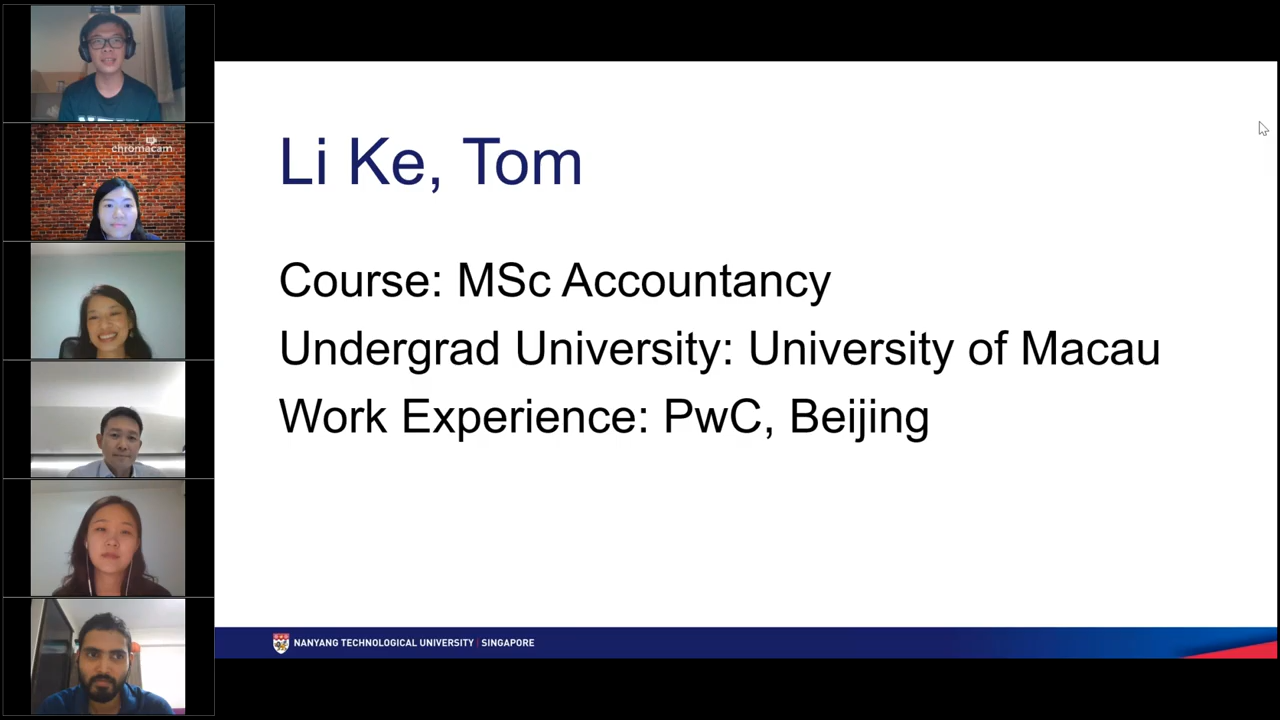 chromacam
Li Ke, Tom
Course: MSc Accountancy
Undergrad University: University of Macau
Work Experience: PwC, Beijing
NANYANG TECHNOLOGICAL UNIVERSITY | SINGAPORE